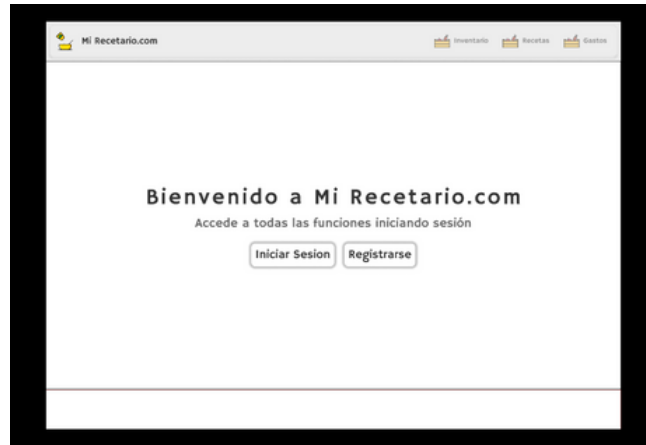 Mi Recetario.com
Inventario Recetas Gastos
Bienvenido a Mi Recetario.com
Accede a todas las funciones iniciando sesión
Iniciar Sesion Registrarse